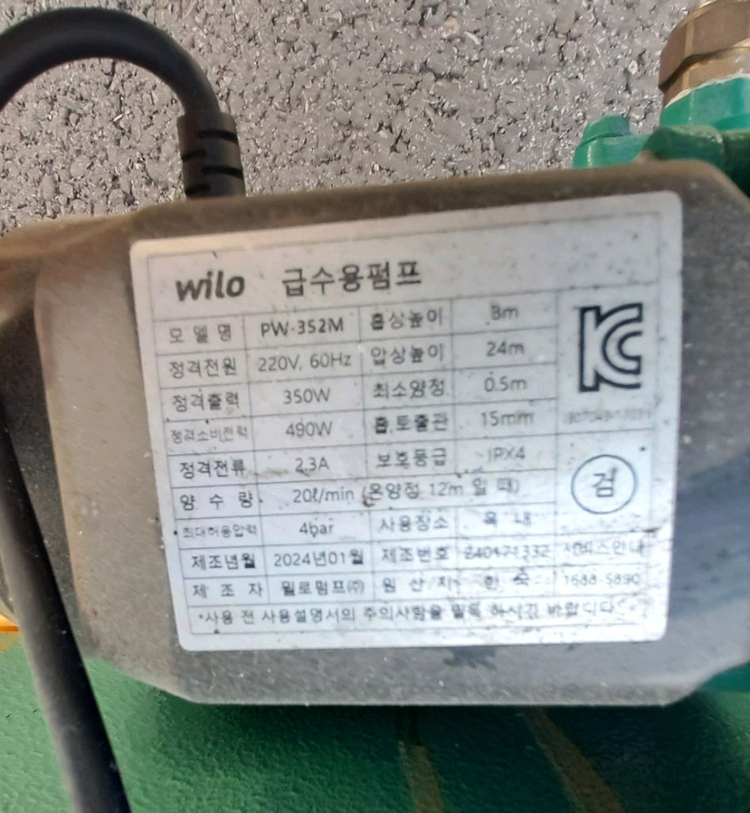 wilo 급수용펌프
모델명 PW-352M 흡상높이 8m
정격전원 220V, 60Hz 압상높이 24m
정격출력 350W 최소양정 0.5m
정격소비전력 490W 흡토출관 15mm
정격전류 2.3A 보호등급 IPX4
양수량 20ℓ/min (온양정 12m 일 때)
최대허용압력 4bar 사용장소 옥내
검
제조년월 2024년01월 제조번호 240171332 서비스안내
제조자 윌로펌프㈜ 원산지 한국 1688-5890
*사용 전 사용설명서의 주의사항을 필독 하시길 바랍니다.